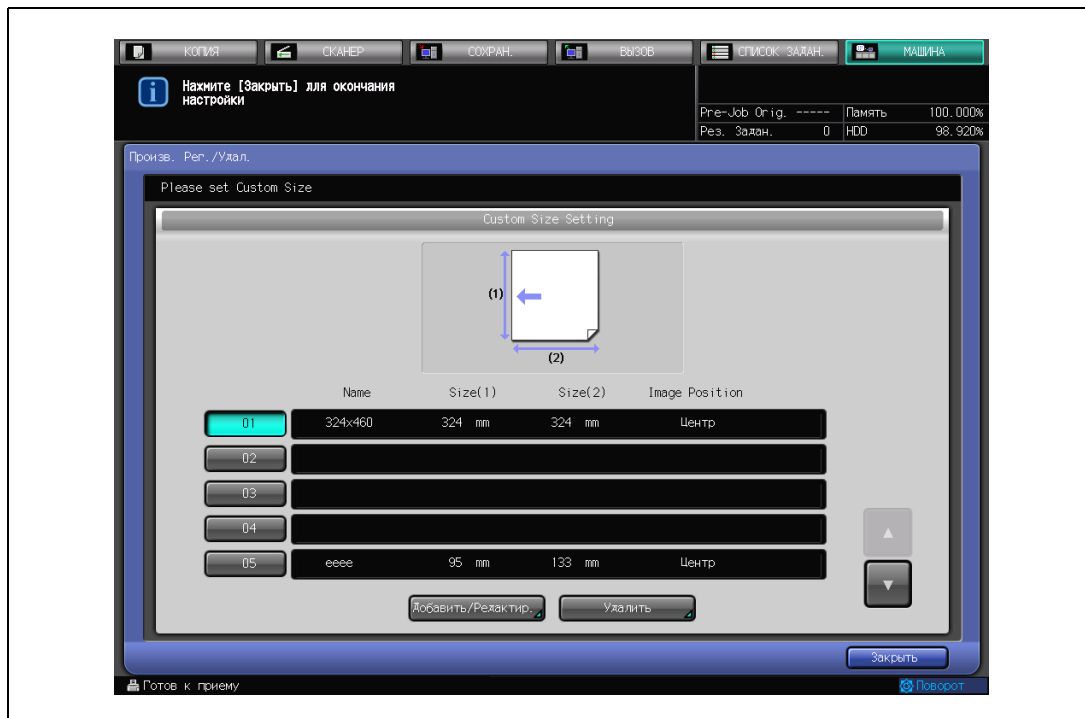 КОПИЯ СКАНЕР СОХРАН. ВЫЗОВ СПИСОК ЗАДАН. МАШИНА
Нажмите [Закрыть] для окончания
настройки
Pre-Job Orig. ----- Память 100.000%
Рез. Задан. 0 HDD 98.920%
Произв. Рег./Удал.
Please set Custom Size
Custom Size Setting
(1)
(2)
Name Size(1) Size(2) Image Position
01 324x460 324 mm 324 mm Центр
02
03
04
05 eeee 95 mm 133 mm Центр
Добавить/Редактир. Удалить
Закрыть
Готов к приему Поворот